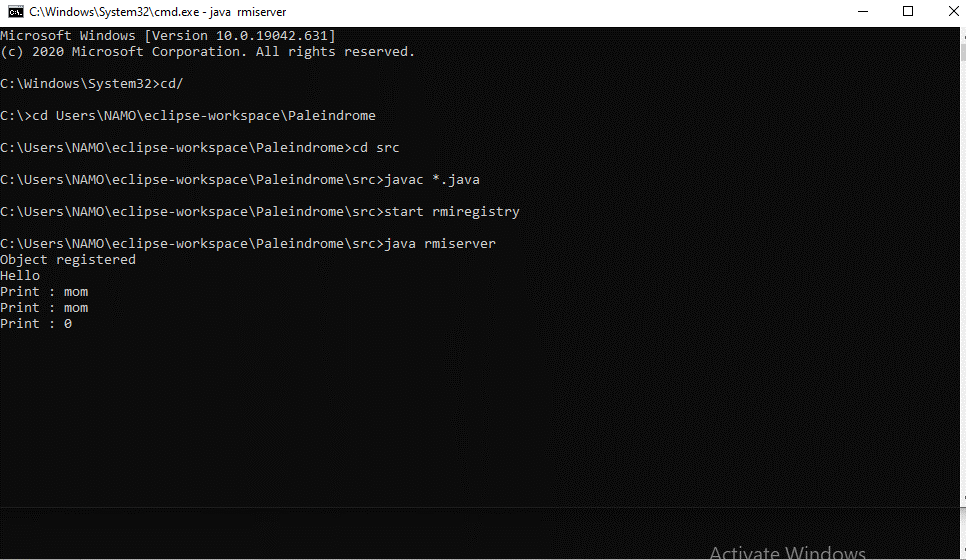 C:\Windows\System32\cmd.exe - java  rmiserver
Microsoft Windows [Version 10.0.19042.631]
(c) 2020 Microsoft Corporation. All rights reserved.
C:\Windows\System32>cd/
C:\>cd Users\NAMO\eclipse-workspace\Paleindrome
C:\Users\NAMO\eclipse-workspace\Paleindrome>cd src
C:\Users\NAMO\eclipse-workspace\Paleindrome\src>javac *.java
C:\Users\NAMO\eclipse-workspace\Paleindrome\src>start rmiregistry
C:\Users\NAMO\eclipse-workspace\Paleindrome\src>java rmiserver
Object registered
Hello
Print : mom
Print : mom
Print : 0
Activate Windows